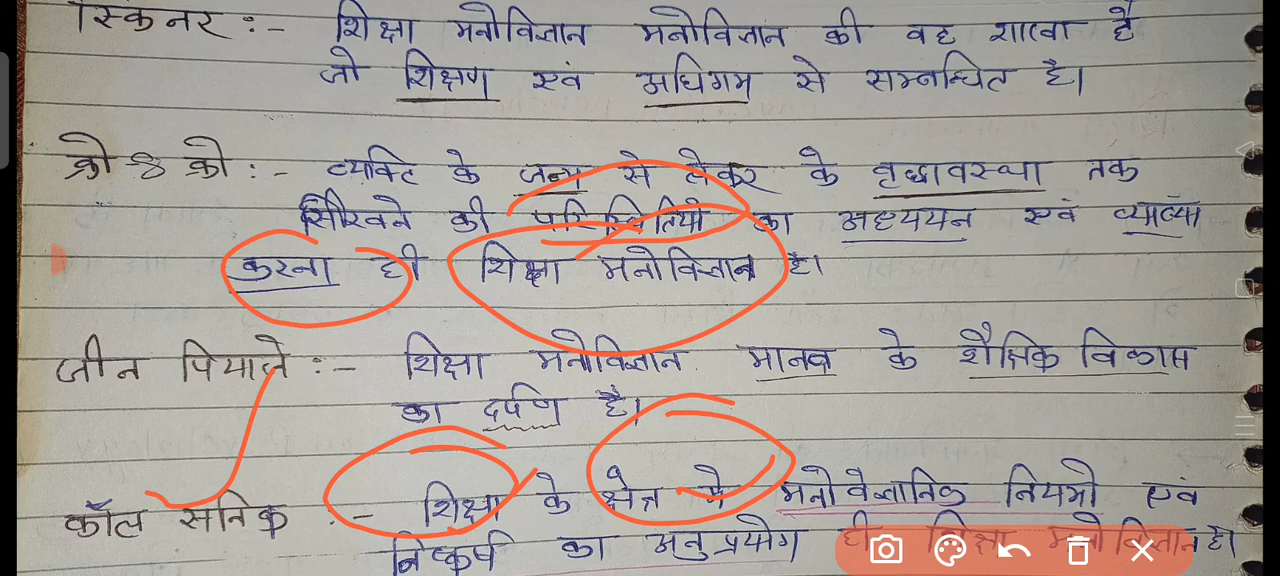 स्किनर :- शिक्षा मनोविज्ञान मनोविज्ञान की वह शाखा है
जो शिक्षण एवं अधिगम से सम्बन्धित है।
क्रो & क्रो :- व्यक्ति के जन्म से लेकर के वृद्धावस्था तक
सीखने की परिस्थितियो का अध्ययन एवं व्याख्या
करना ही शिक्षा मनोविज्ञान है।
जीन पियाजे :- शिक्षा मनोविज्ञान मानव के शैक्षिक विकास
का दर्पण है।
कॉल सनिक :- शिक्षा के क्षेत्र मे मनोवैज्ञानिक नियमो एवं
निष्कर्ष का अनुप्रयोग ही शिक्षा मनोविज्ञान है।